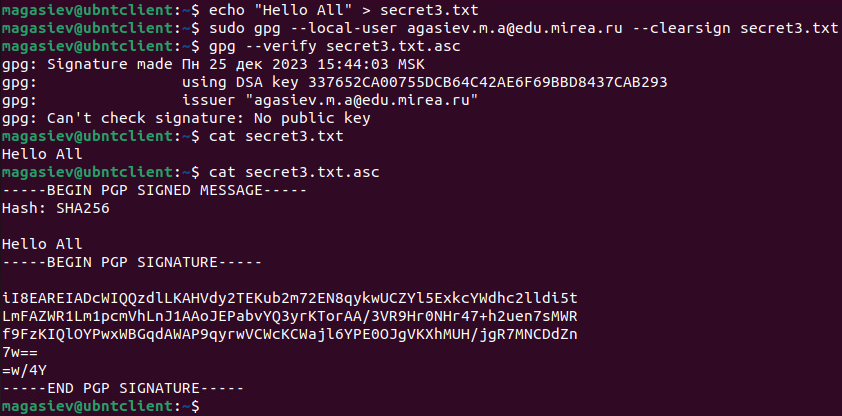 magasiev@ubntclient:~$ echo "Hello All" > secret3.txt
magasiev@ubntclient:~$ sudo gpg --local-user agasiev.m.a@edu.mirea.ru --clearsign secret3.txt
magasiev@ubntclient:~$ gpg --verify secret3.txt.asc
gpg: Signature made Пн 25 дек 2023 15:44:03 MSK
gpg:                using DSA key 337652CA00755DCB64C42AE6F69BBD8437CAB293
gpg:                issuer "agasiev.m.a@edu.mirea.ru"
gpg: Can't check signature: No public key
magasiev@ubntclient:~$ cat secret3.txt
Hello All
magasiev@ubntclient:~$ cat secret3.txt.asc
-----BEGIN PGP SIGNED MESSAGE-----
Hash: SHA256

Hello All
-----BEGIN PGP SIGNATURE-----

iI8EAREIADcWIQQzdlLKAHVdy2TEKub2m72EN8qykwUCZYl5ExkcYWdhc2lldi5t
LmFAZWR1Lm1pcmVhLnJ1AAoJEPabvYQ3yrKTorAA/3VR9Hr0NHr47+h2uen7sMWR
f9FzKIQlOYPwxWBGqdAWAP9qyrwVCWcKCWajl6YPE0OJgVKXhMUH/jgR7MNCDdZn
7w==
=w/4Y
-----END PGP SIGNATURE-----
magasiev@ubntclient:~$